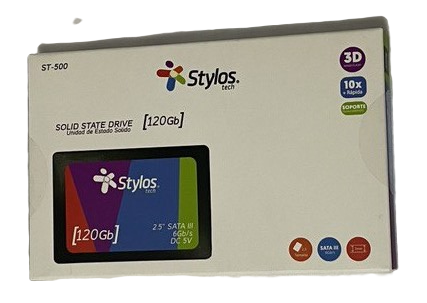 ST-500
Stylos.
tech
3D
10x
+ Rápida
SOPORTE
SOLID STATE DRIVE [120Gb]
Unidad de Estado Solido
Stylos.
tech
[120Gb]
2.5" SATA III
6Gb/s
DC 5V
SATA III